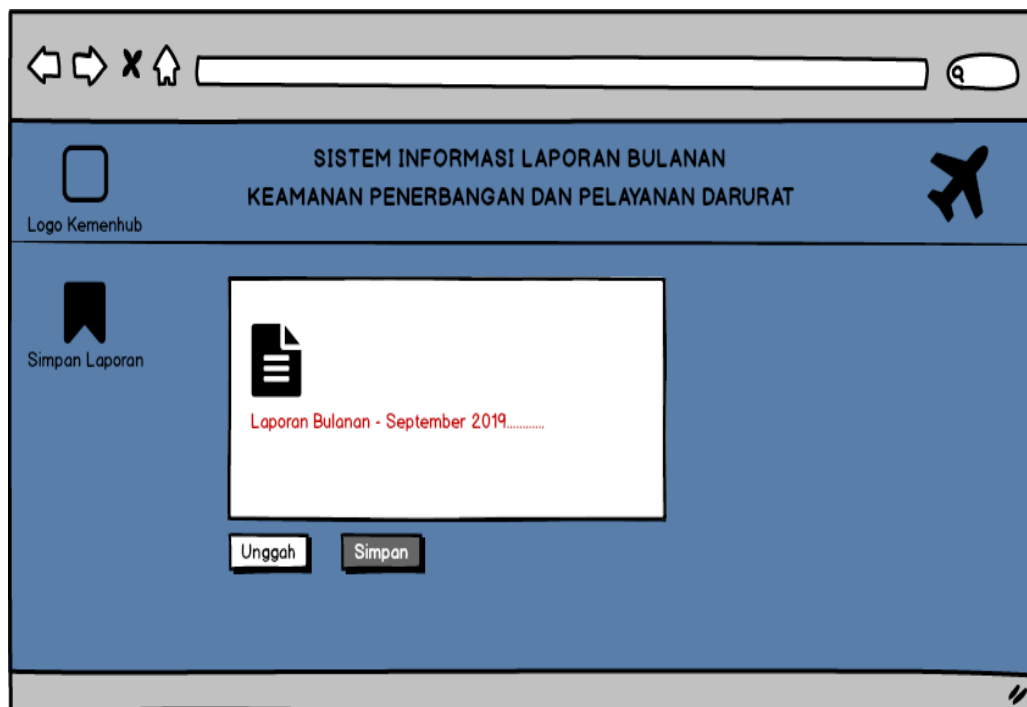 SISTEM INFORMASI LAPORAN BULANAN
KEAMANAN PENERBANGAN DAN PELAYANAN DARURAT
Logo Kemenhub
Simpan Laporan
Laporan Bulanan - September 2019............
Unggah
Simpan